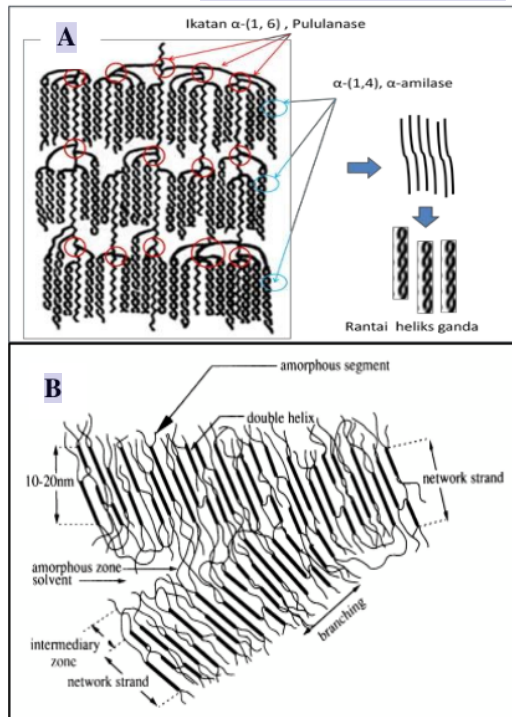 A
Ikatan α-(1, 6) , Pululanase
α-(1,4), α-amilase
Rantai heliks ganda
B
amorphous segment
double helix
10-20nm
network strand
amorphous zone
solvent
branching
intermediary
zone
network strand